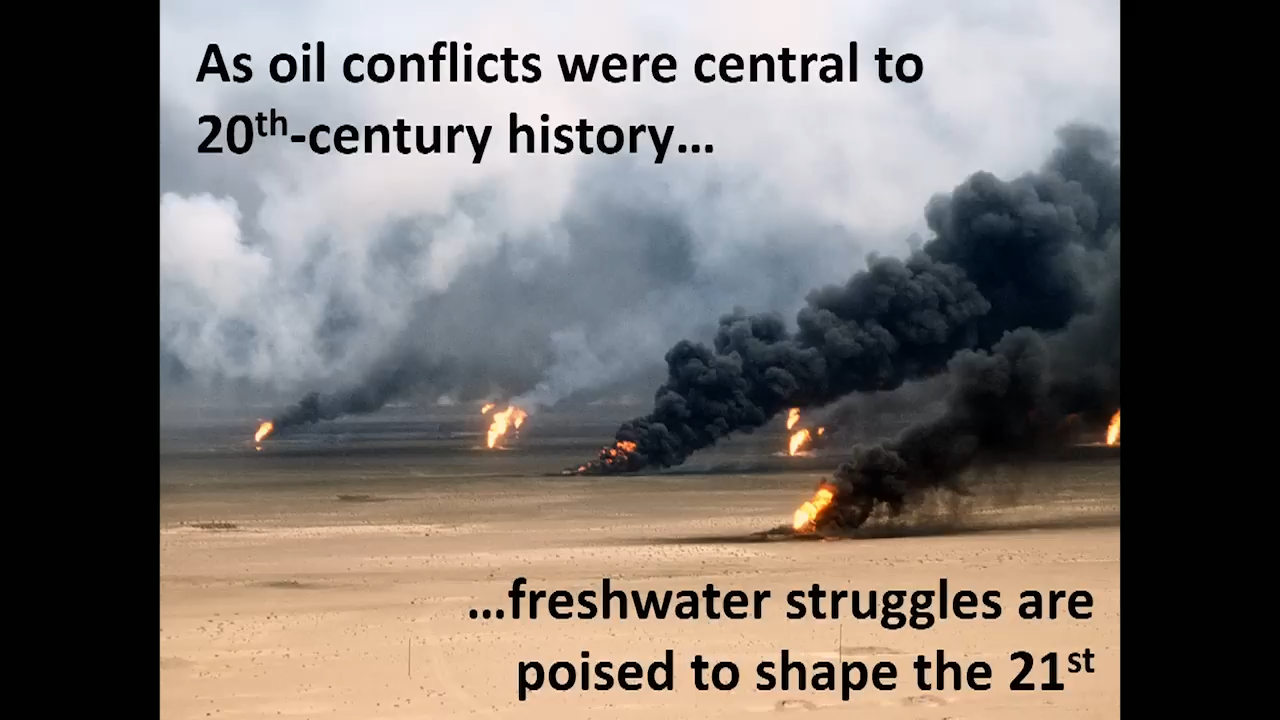 As oil conflicts were central to
20th-century history...
...freshwater struggles are
poised to shape the 21st